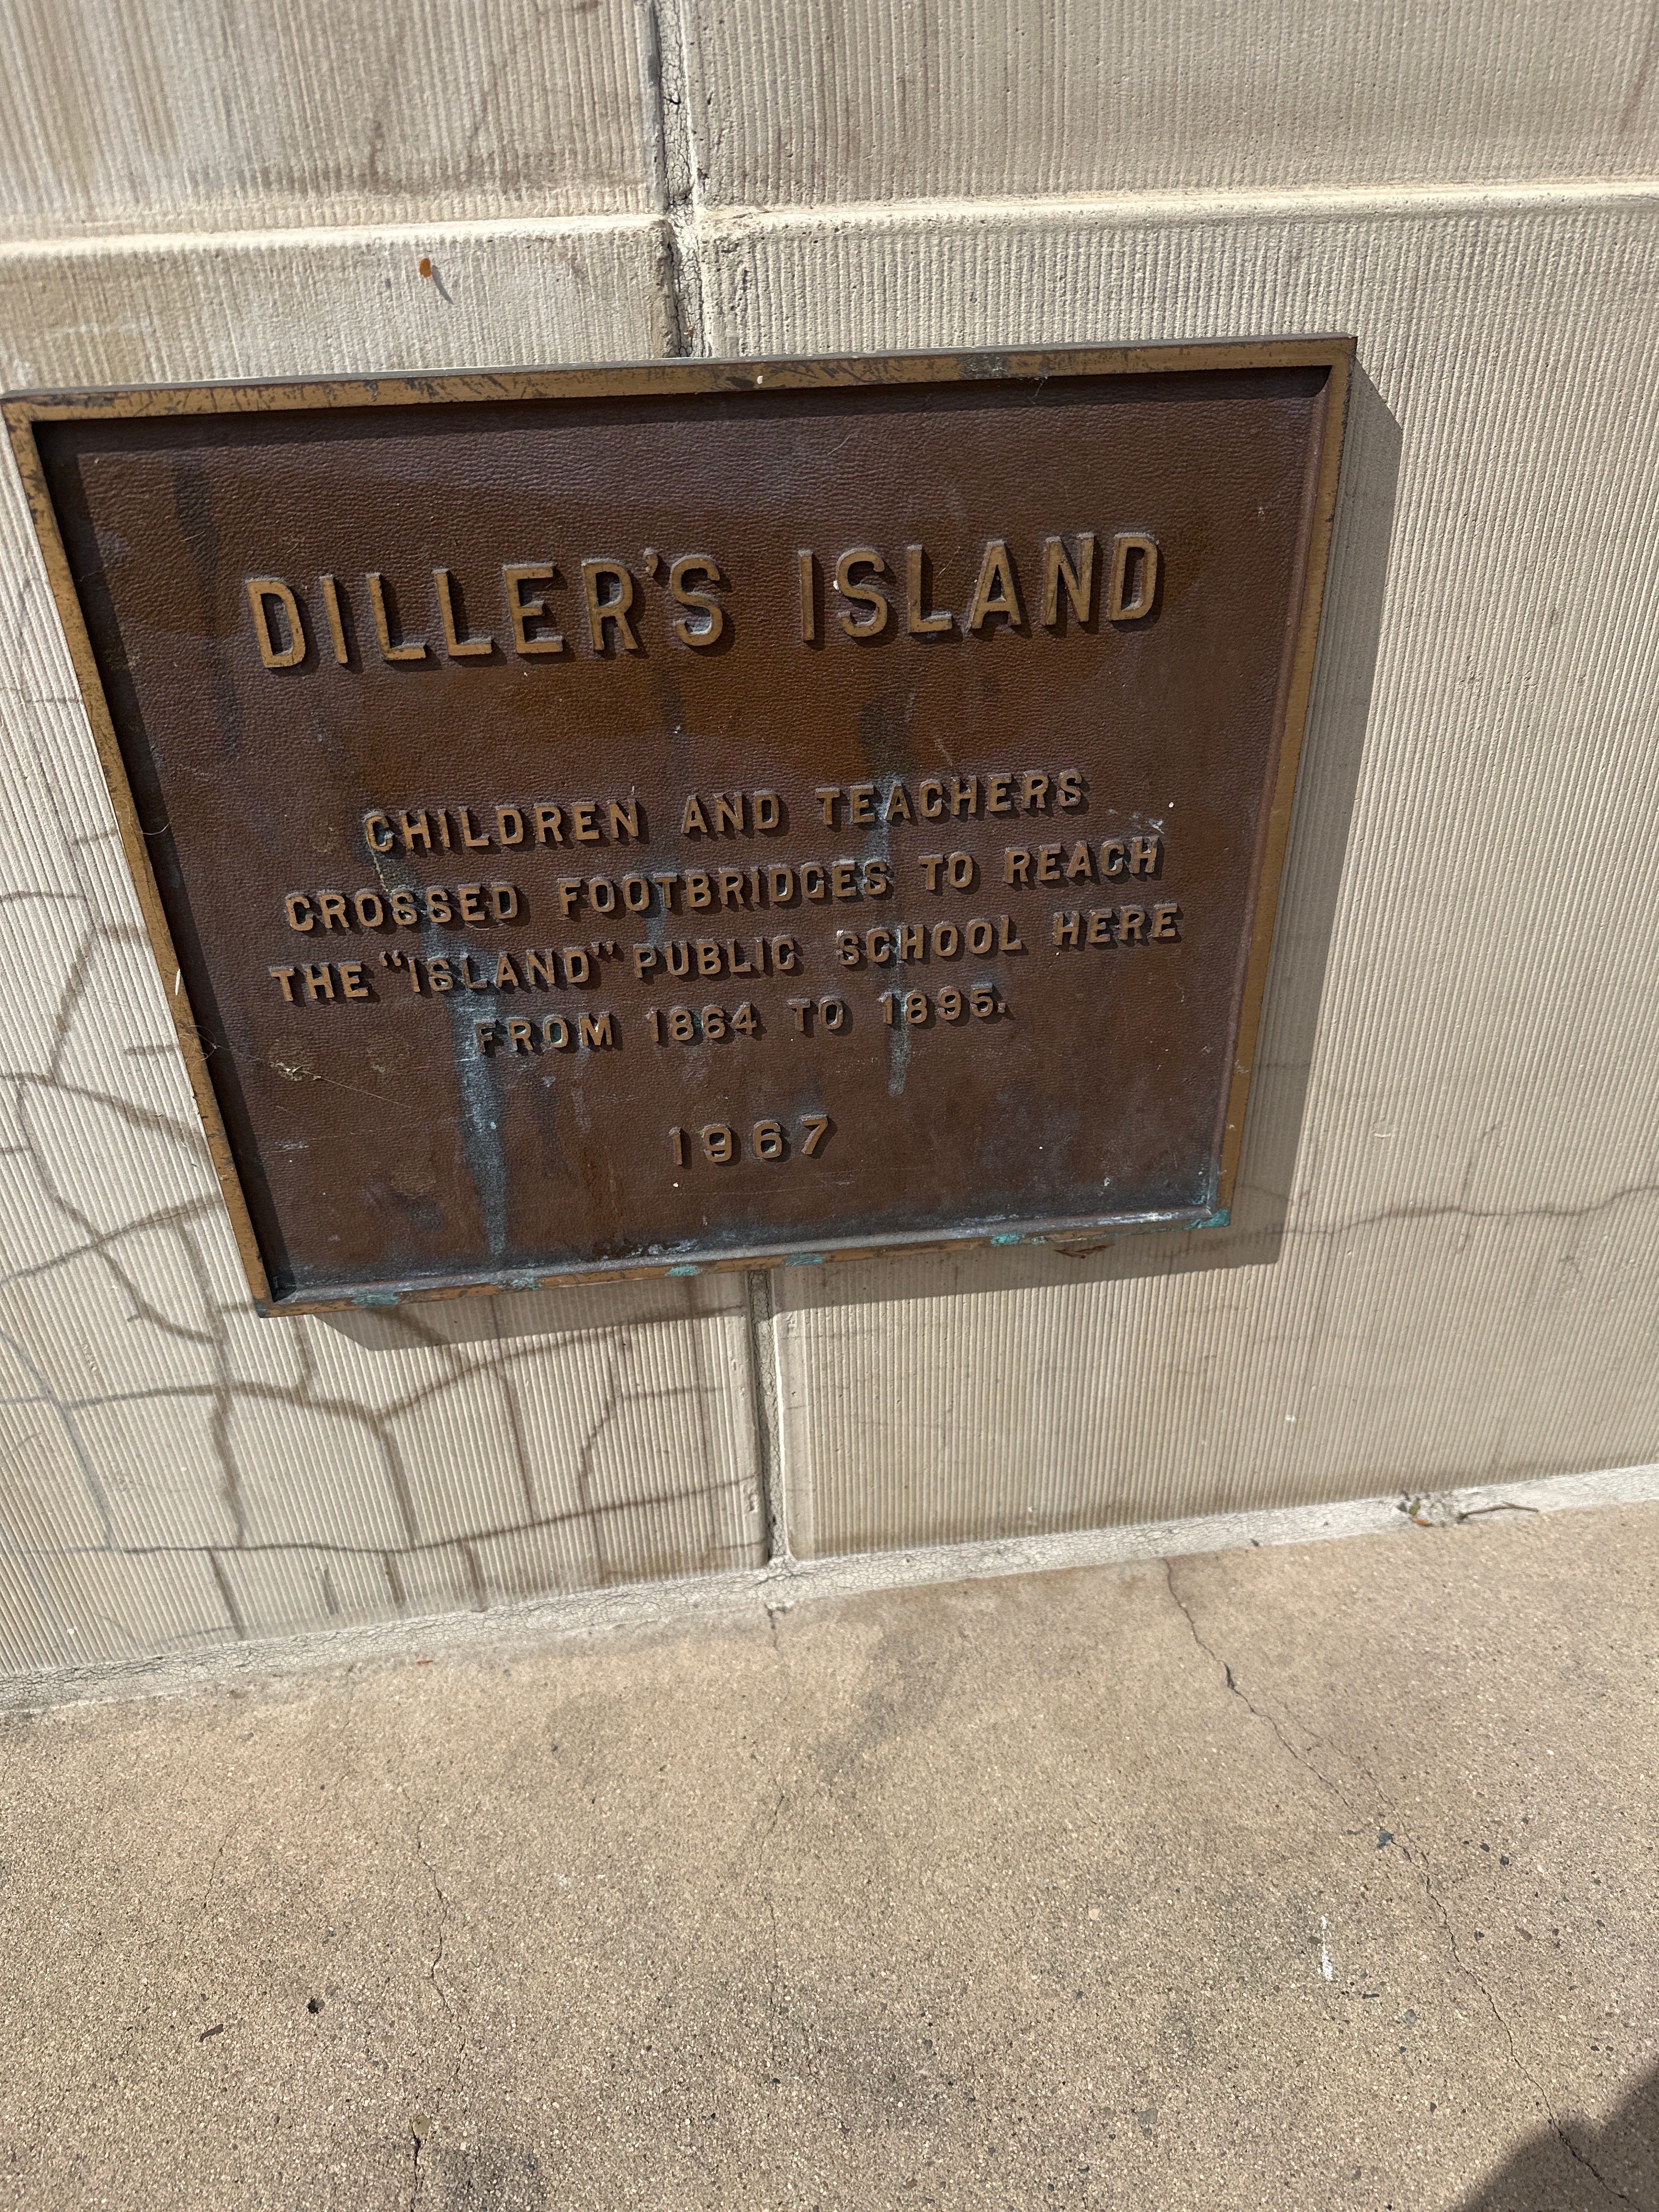 DILLER'S ISLAND
CHILDREN AND TEACHERS
CROSSED FOOTBRIDGES TO REACH
THE "ISLAND" PUBLIC SCHOOL HERE
FROM 1864 TO 1895.
1967